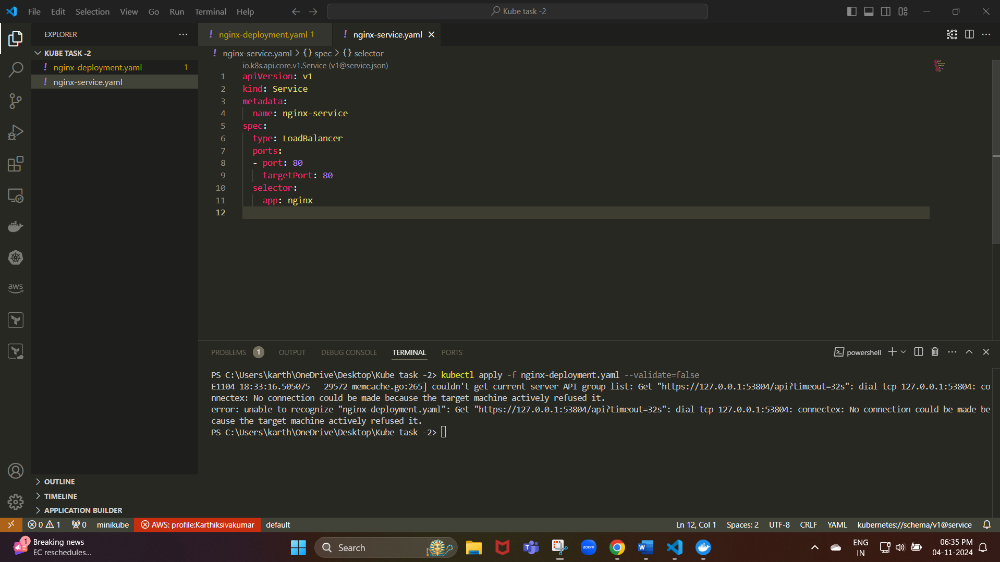 File Edit Selection View Go Run Terminal Help
Kube task -2
EXPLORER
KUBE TASK -2
! nginx-deployment.yaml 1
! nginx-service.yaml
! nginx-deployment.yaml 1
! nginx-service.yaml
! nginx-service.yaml > {} spec > {} selector
io.k8s.api.core.v1.Service (v1@service.json)
1 apiVersion: v1
2 kind: Service
3 metadata:
4 name: nginx-service
5 spec:
6 type: LoadBalancer
7 ports:
8 - port: 80
9 targetPort: 80
10 selector:
11 app: nginx
12
aws
PROBLEMS 1 OUTPUT DEBUG CONSOLE TERMINAL PORTS
powershell
PS C:\Users\karth\OneDrive\Desktop\Kube task -2> kubectl apply -f nginx-deployment.yaml --validate=false
E1104 18:33:16.505075   29572 memcache.go:265] couldn't get current server API group list: Get "https://127.0.0.1:53804/api?timeout=32s": dial tcp 127.0.0.1:53804: co
nnectex: No connection could be made because the target machine actively refused it.
error: unable to recognize "nginx-deployment.yaml": Get "https://127.0.0.1:53804/api?timeout=32s": dial tcp 127.0.0.1:53804: connectex: No connection could be made be
cause the target machine actively refused it.
PS C:\Users\karth\OneDrive\Desktop\Kube task -2>
OUTLINE
TIMELINE
APPLICATION BUILDER
0 1 0 minikube AWS: profile:Karthiksivakumar default
Ln 12, Col 1 Spaces: 2 UTF-8 CRLF YAML kubernetes://schema/v1@service
1
Breaking news
EC reschedules...
Search
zoom
W
ENG
IN
06:35 PM
04-11-2024